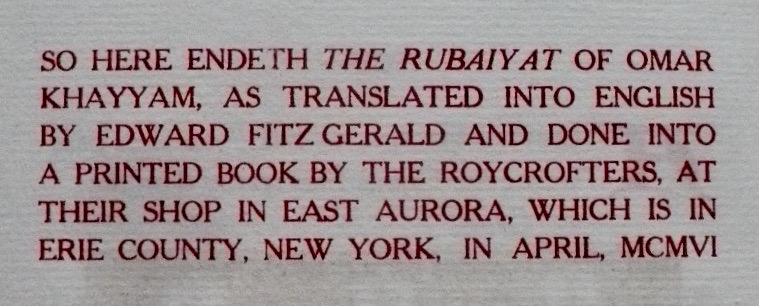 SO HERE ENDETH THE RUBAIYAT OF OMAR
KHAYYAM, AS TRANSLATED INTO ENGLISH
BY EDWARD FITZ GERALD AND DONE INTO
A PRINTED BOOK BY THE ROYCROFTERS, AT
THEIR SHOP IN EAST AURORA, WHICH IS IN
ERIE COUNTY, NEW YORK, IN APRIL, MCMVI